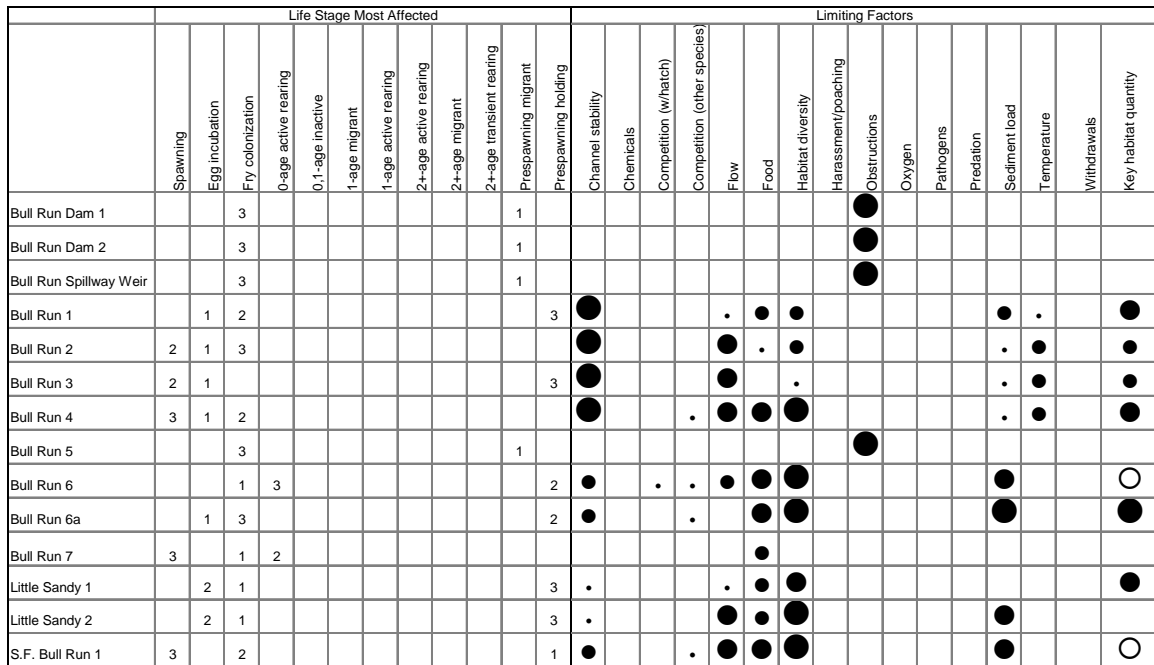 Life Stage Most Affected Limiting Factors
Spawning
Egg incubation
Fry colonization
0-age active rearing
0,1-age inactive
1-age migrant
1-age active rearing
2+-age active rearing
2+-age migrant
2+-age transient rearing
Prespawning migrant
Prespawning holding
Channel stability
Chemicals
Competition (w/hatch)
Competition (other species)
Flow
Food
Habitat diversity
Harassment/poaching
Obstructions
Oxygen
Pathogens
Predation
Sediment load
Temperature
Withdrawals
Key habitat quantity
Bull Run Dam 1 3 1
Bull Run Dam 2 3 1
Bull Run Spillway Weir 3 1
Bull Run 1 1 2 3
Bull Run 2 2 1 3
Bull Run 3 2 1 3
Bull Run 4 3 1 2
Bull Run 5 3 1
Bull Run 6 1 3 2
Bull Run 6a 1 3 2
Bull Run 7 3 1 2
Little Sandy 1 2 1 3
Little Sandy 2 2 1 3
S.F. Bull Run 1 3 2 1